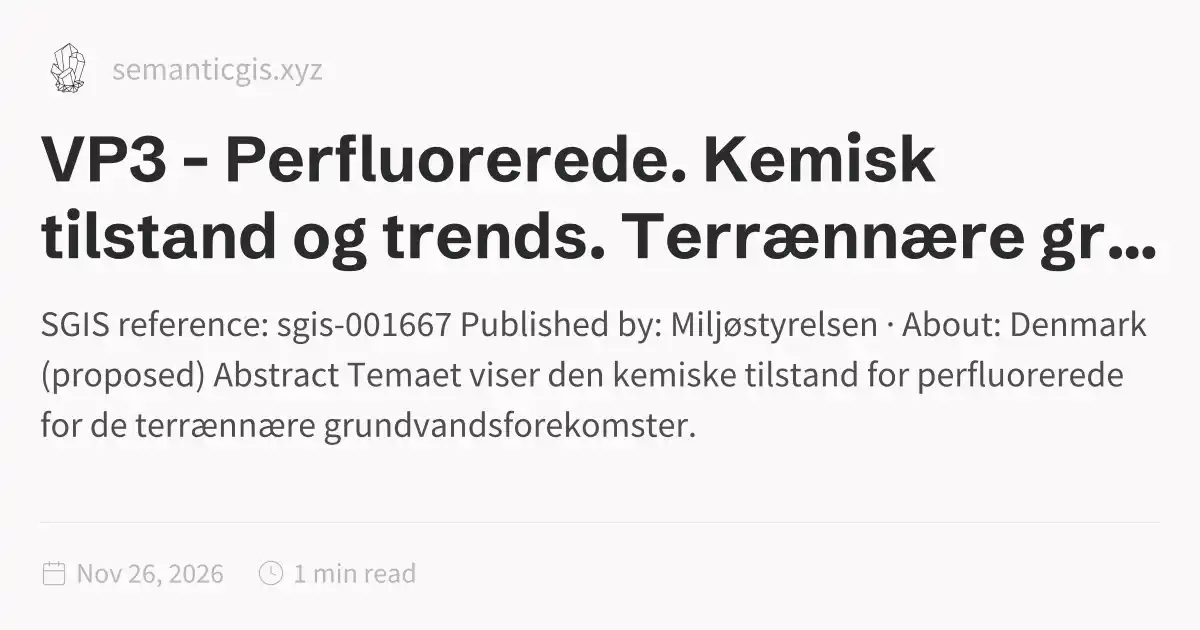 semanticgis.xyz
VP3 - Perfluorerede. Kemisk
tilstand og trends. Terrænnære gr...
SGIS reference: sgis-001667 Published by: Miljøstyrelsen · About: Denmark
(proposed) Abstract Temaet viser den kemiske tilstand for perfluorerede
for de terrænnære grundvandsforekomster.
Nov 26, 2026 1 min read